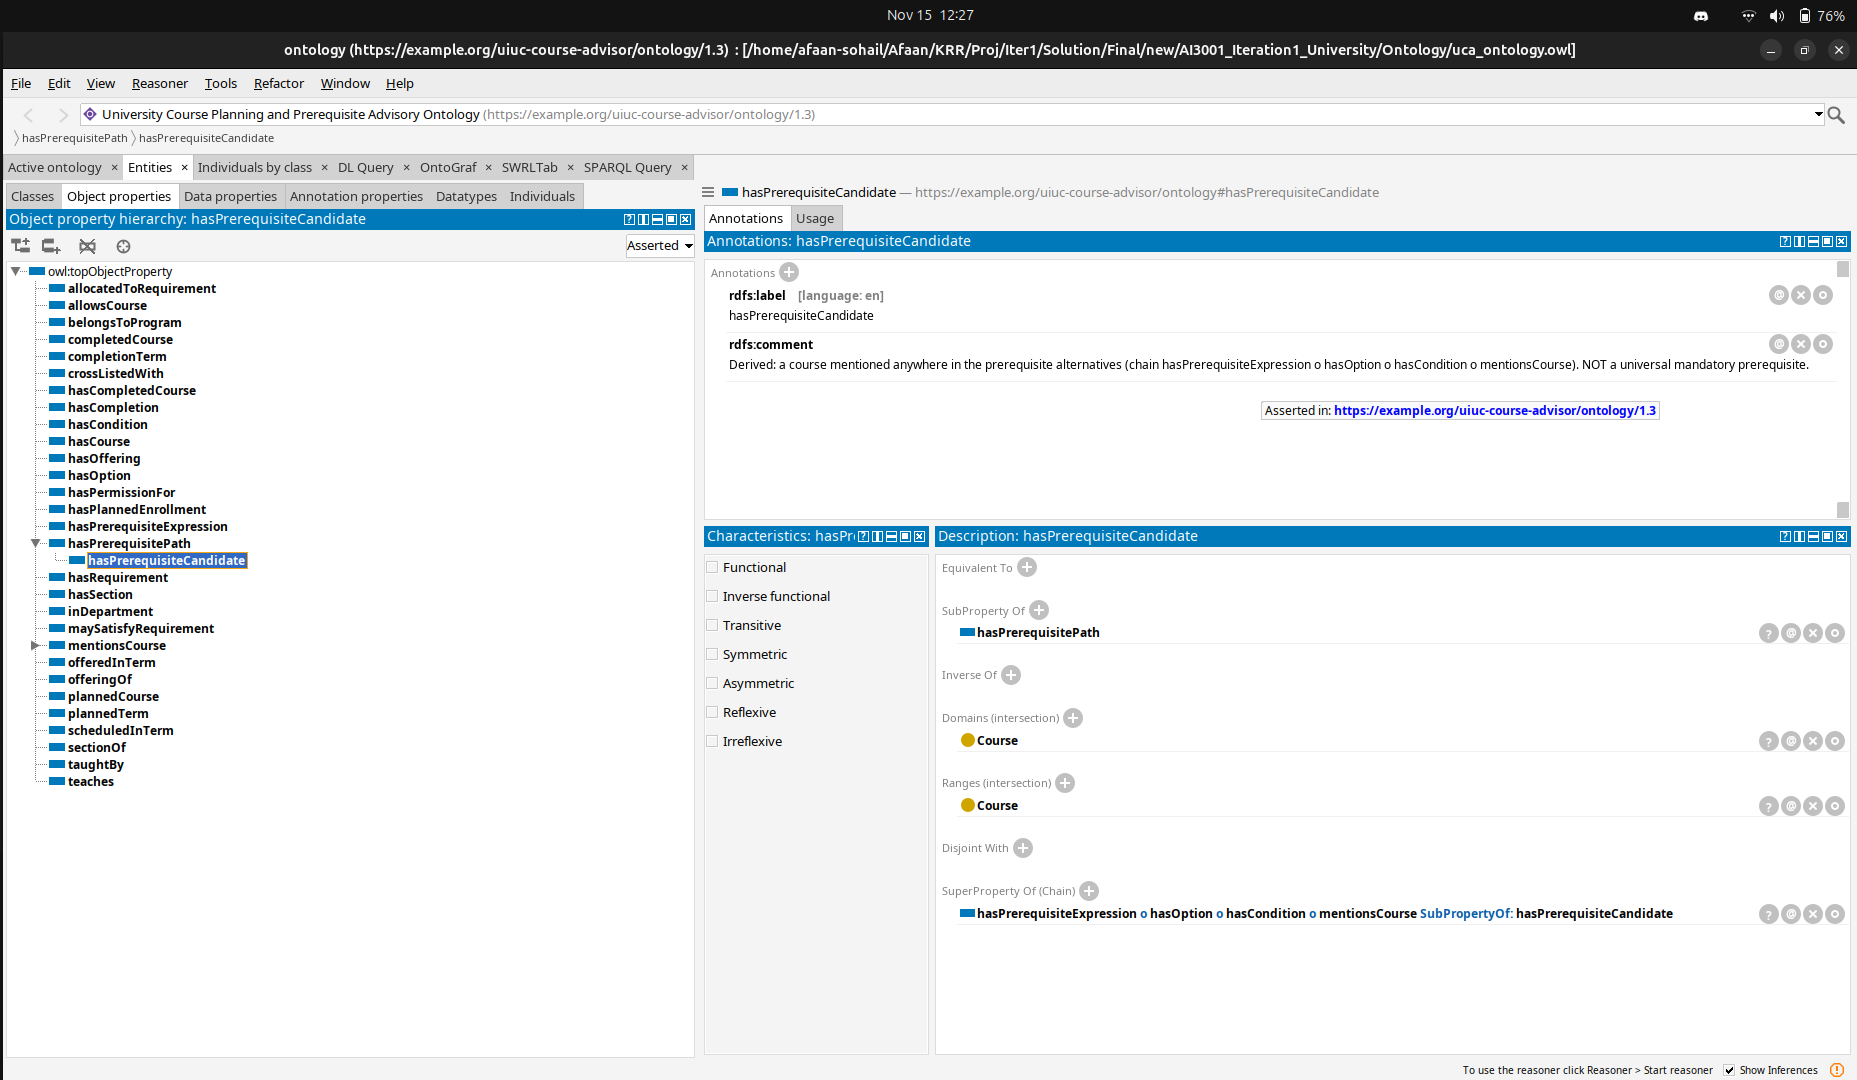 Nov 15 12:27
76%
ontology (https://example.org/uiuc-course-advisor/ontology/1.3) : [/home/afaan-sohail/Afaan/KRR/Proj/Iter1/Solution/Final/new/AI3001_Iteration1_University/Ontology/uca_ontology.owl]
File Edit View Reasoner Tools Refactor Window Help
University Course Planning and Prerequisite Advisory Ontology (https://example.org/uiuc-course-advisor/ontology/1.3)
hasPrerequisitePath hasPrerequisiteCandidate
Active ontology × Entities × Individuals by class × DL Query × OntoGraf × SWRLTab × SPARQL Query ×
Classes Object properties Data properties Annotation properties Datatypes Individuals
Object property hierarchy: hasPrerequisiteCandidate
Asserted
owl:topObjectProperty
allocatedToRequirement
allowsCourse
belongsToProgram
completedCourse
completionTerm
crossListedWith
hasCompletedCourse
hasCompletion
hasCondition
hasCourse
hasOffering
hasOption
hasPermissionFor
hasPlannedEnrollment
hasPrerequisiteExpression
hasPrerequisitePath
hasPrerequisiteCandidate
hasRequirement
hasSection
inDepartment
maySatisfyRequirement
mentionsCourse
offeredInTerm
offeringOf
plannedCourse
plannedTerm
scheduledInTerm
sectionOf
taughtBy
teaches
hasPrerequisiteCandidate — https://example.org/uiuc-course-advisor/ontology#hasPrerequisiteCandidate
Annotations Usage
Annotations: hasPrerequisiteCandidate
Annotations
rdfs:label [language: en]
hasPrerequisiteCandidate
rdfs:comment
Derived: a course mentioned anywhere in the prerequisite alternatives (chain hasPrerequisiteExpression o hasOption o hasCondition o mentionsCourse). NOT a universal mandatory prerequisite.
Asserted in: https://example.org/uiuc-course-advisor/ontology/1.3
Characteristics: hasPr
Functional
Inverse functional
Transitive
Symmetric
Asymmetric
Reflexive
Irreflexive
Description: hasPrerequisiteCandidate
Equivalent To
SubProperty Of
hasPrerequisitePath
Inverse Of
Domains (intersection)
Course
Ranges (intersection)
Course
Disjoint With
SuperProperty Of (Chain)
hasPrerequisiteExpression o hasOption o hasCondition o mentionsCourse SubPropertyOf: hasPrerequisiteCandidate
To use the reasoner click Reasoner > Start reasoner Show Inferences